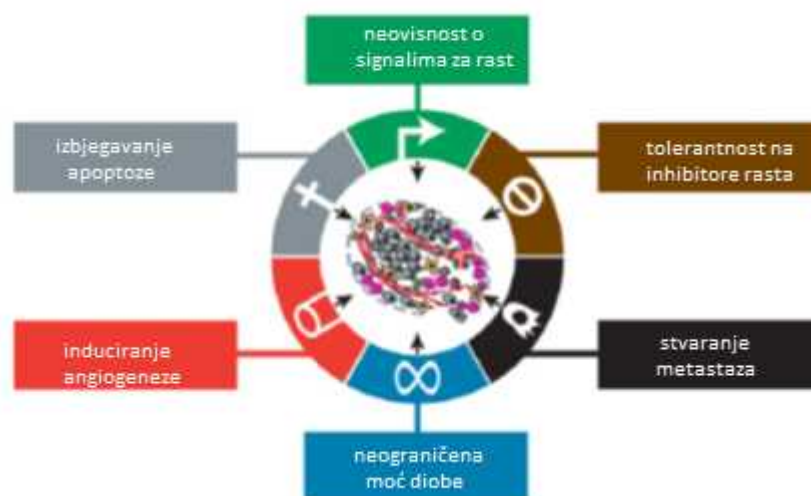 neovisnost o
signalima za rast
izbjegavanje
apoptoze
tolerantnost na
inhibitore rasta
induciranje
angiogeneze
stvaranje
metastaza
neograničena
moć diobe